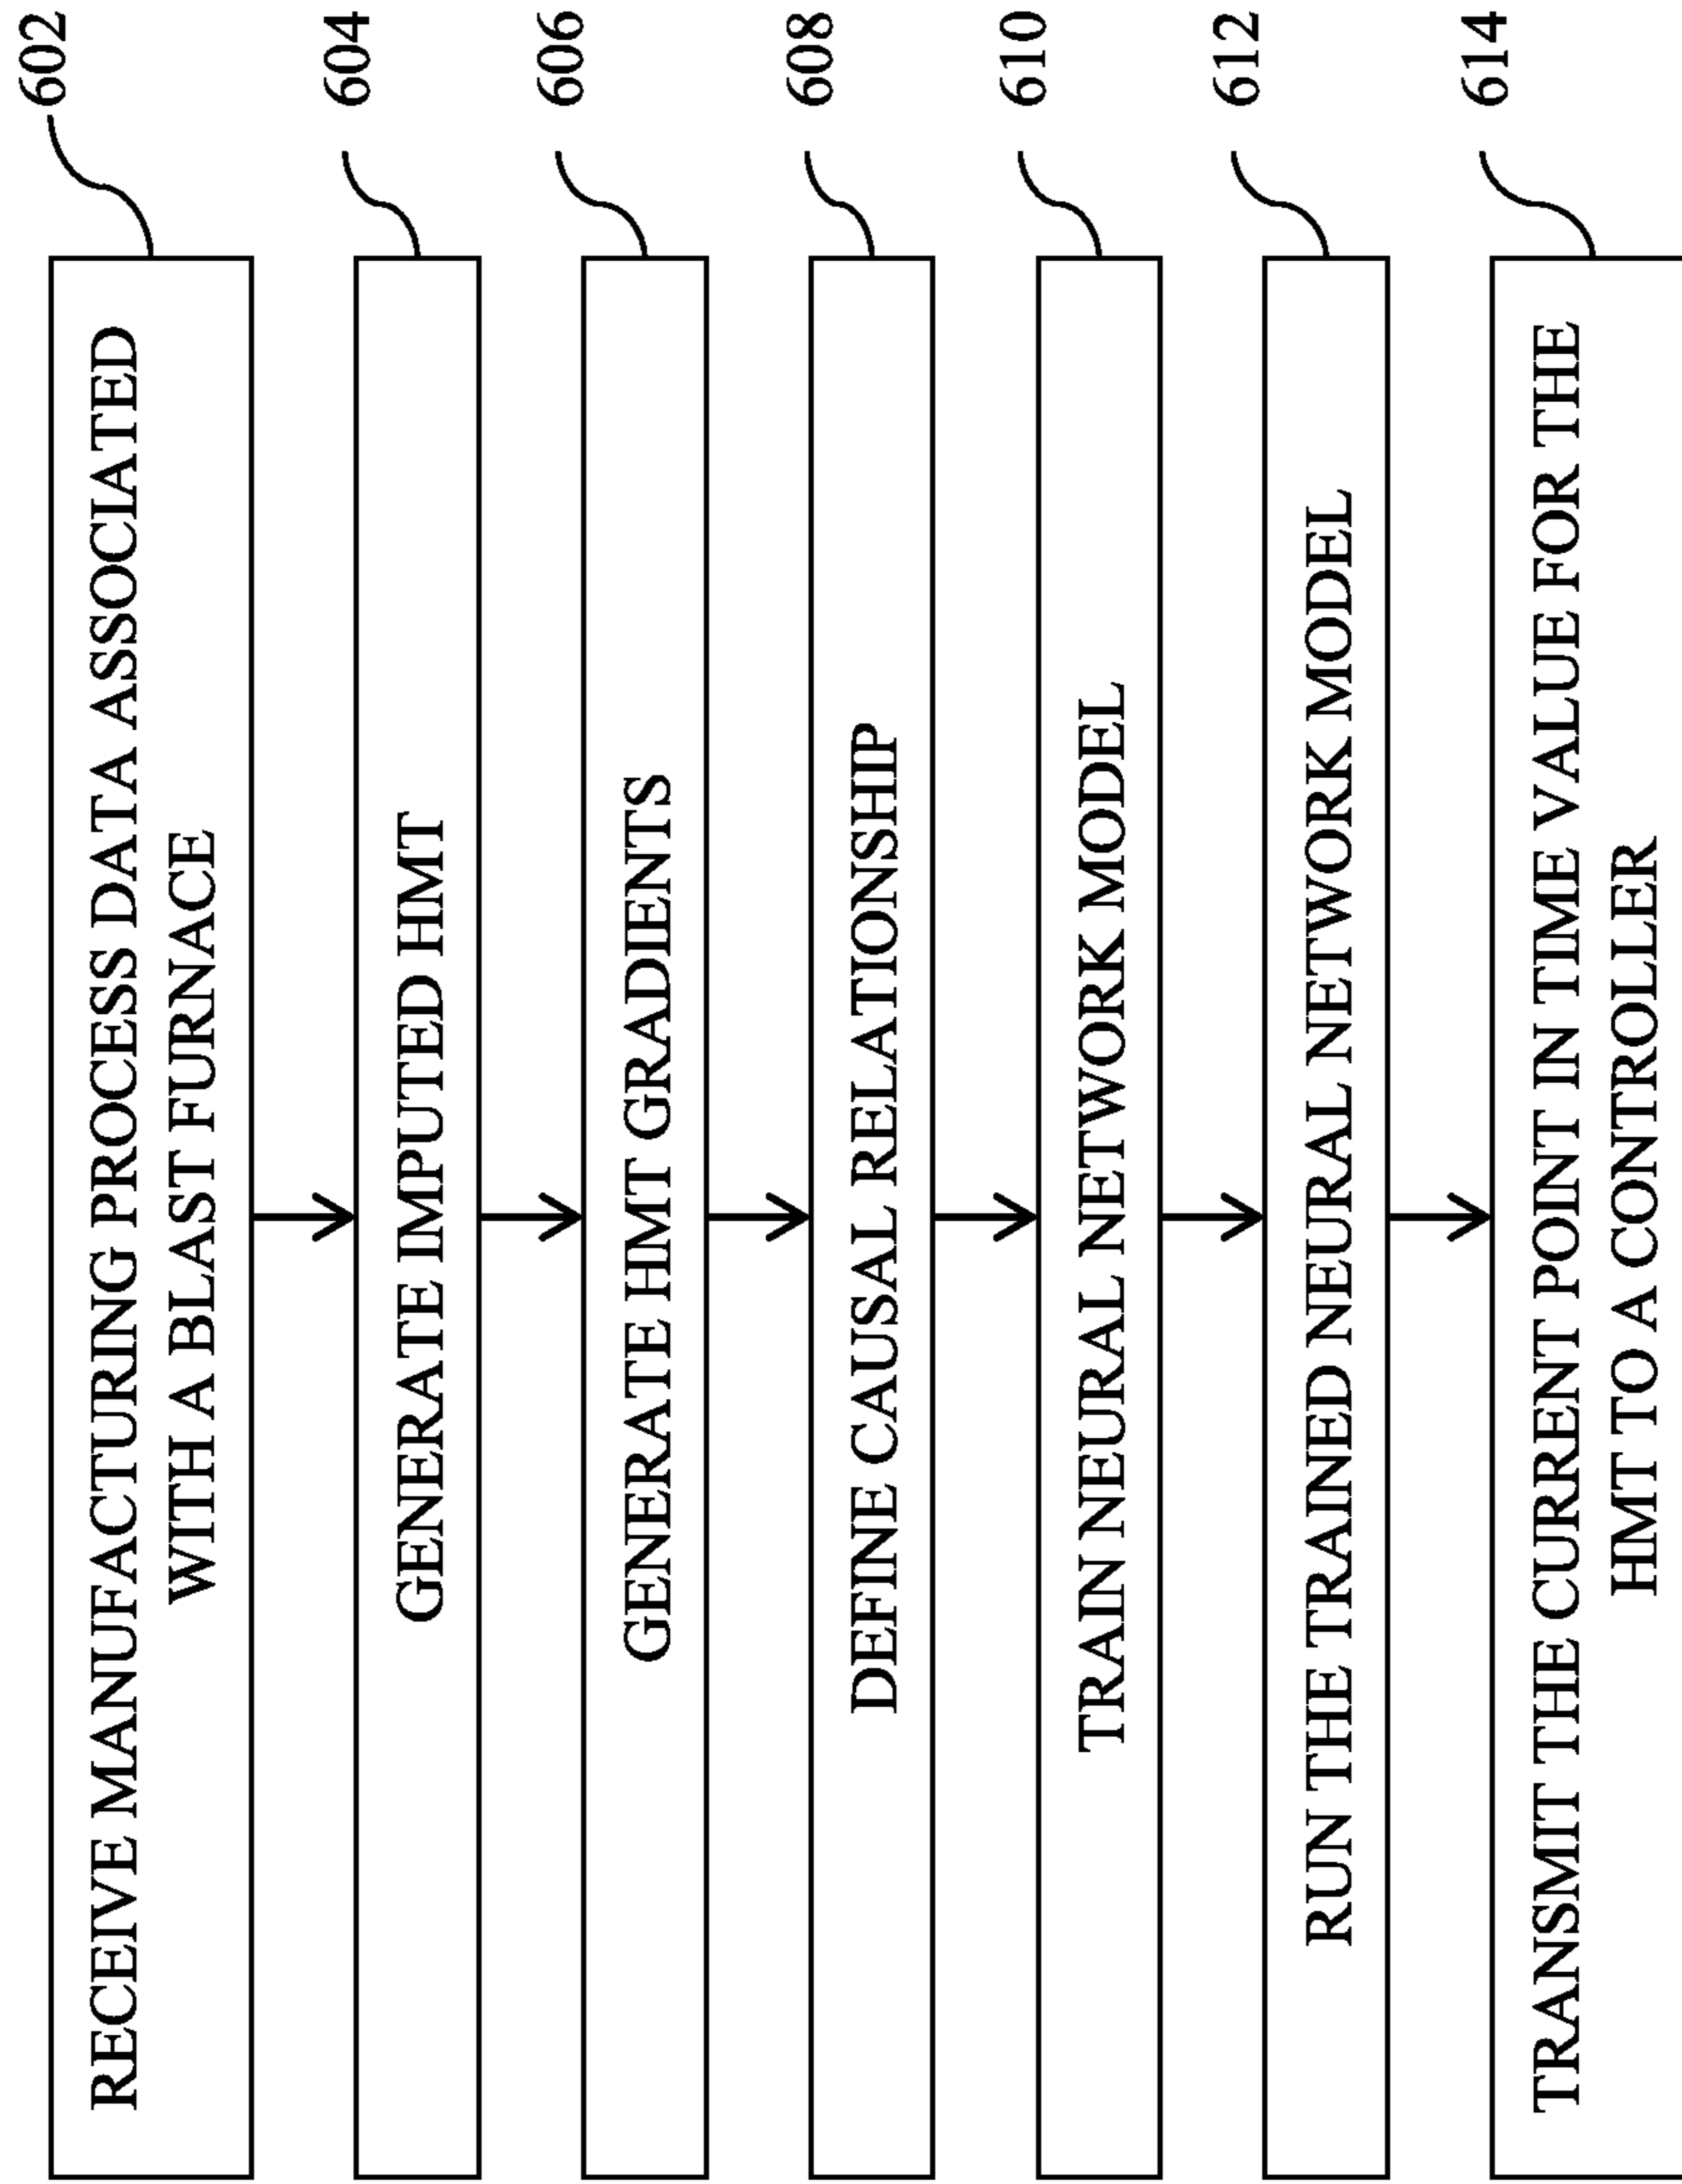 602
RECEIVE MANUFACTURING PROCESS DATA ASSOCIATED
WITH A BLAST FURNACE
604
GENERATE IMPUTED HMT
606
GENERATE HMT GRADIENTS
608
DEFINE CAUSAL RELATIONSHIP
610
TRAIN NEURAL NETWORK MODEL
612
RUN THE TRAINED NEURAL NETWORK MODEL
614
TRANSMIT THE CURRENT POINT IN TIME VALUE FOR THE
HMT TO A CONTROLLER